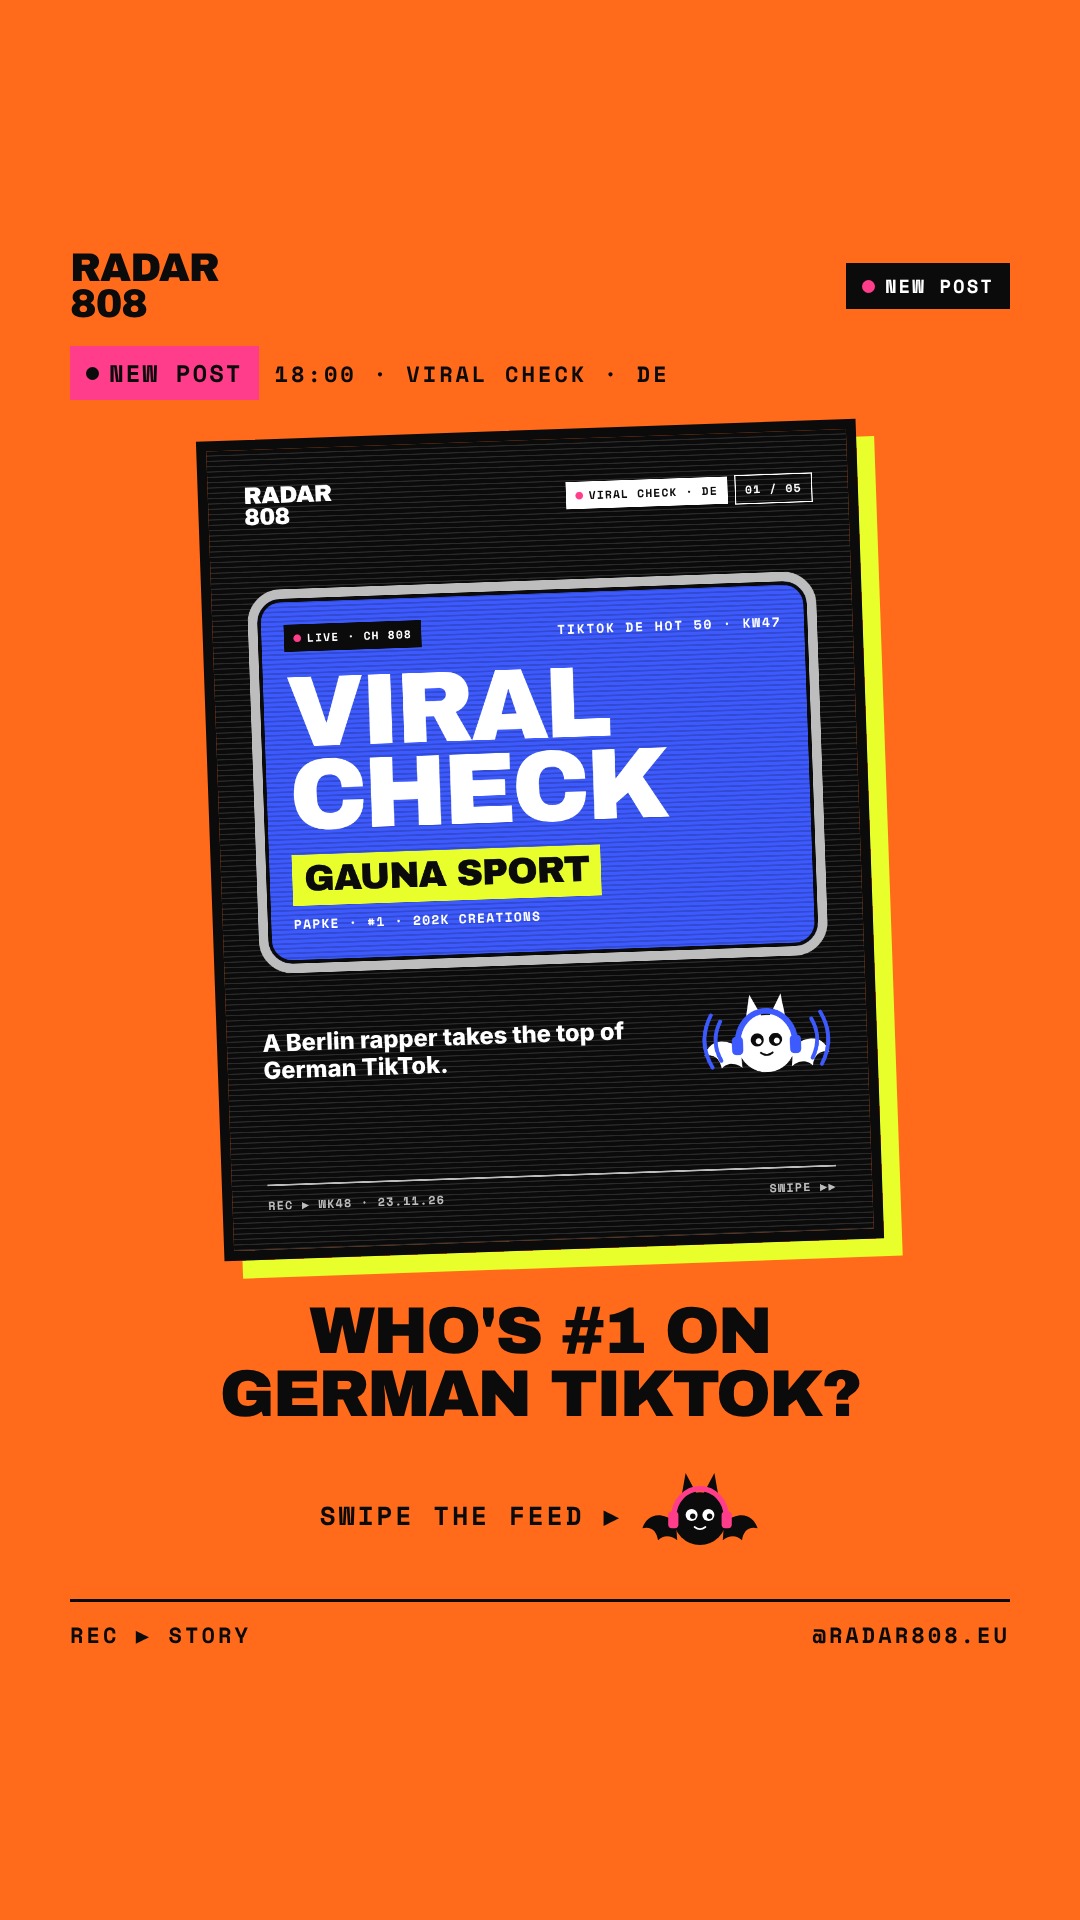 RADAR
808
NEW POST
NEW POST
18:00 · VIRAL CHECK · DE
RADAR
808
VIRAL CHECK · DE
01 / 05
LIVE · CH 808
TIKTOK DE HOT 50 · KW47
VIRAL
CHECK
GAUNA SPORT
PAPKE · #1 · 202K CREATIONS
A Berlin rapper takes the top of
German TikTok.
REC ▶ WK48 · 23.11.26
SWIPE ▶▶
WHO'S #1 ON
GERMAN TIKTOK?
SWIPE THE FEED ▶
REC ▶ STORY
@RADAR808.EU